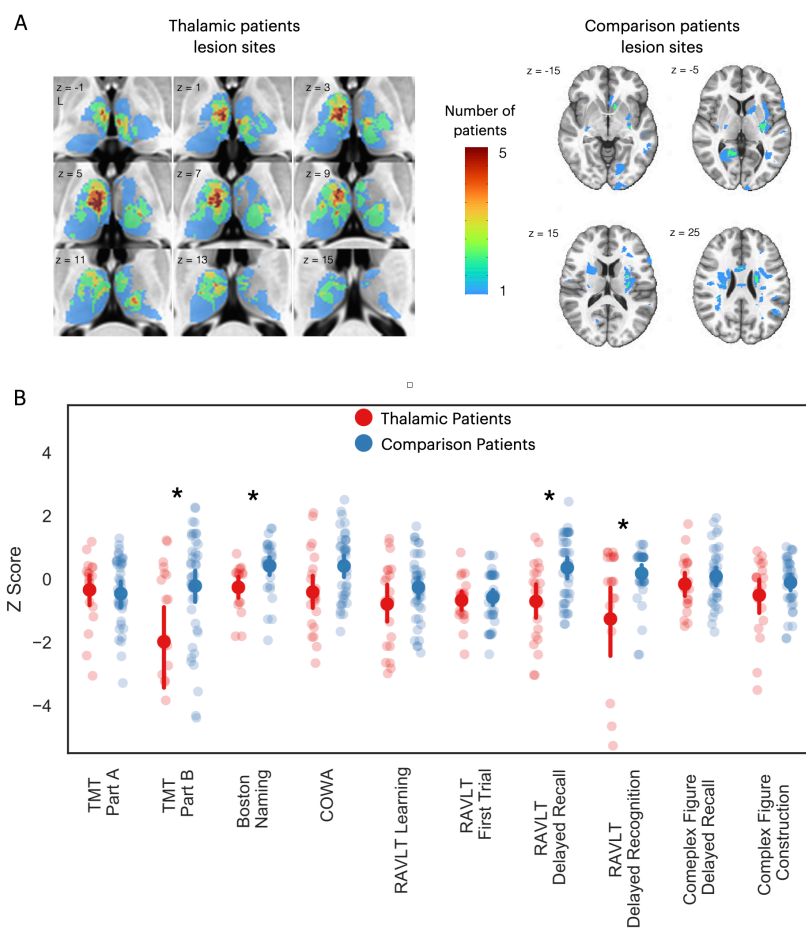 A
Thalamic patients
lesion sites
Comparison patients
lesion sites
z = -1
L
z = 1
z = 3
z = 5
z = 7
z = 9
z = 11
z = 13
z = 15
Number of
patients
5
1
z = -15
z = -5
z = 15
z = 25
B
Thalamic Patients
Comparison Patients
* * * *
Z Score
4
2
0
−2
−4
TMT
Part A
TMT
Part B
Boston
Naming
COWA
RAVLT Learning
RAVLT
First Trial
RAVLT
Delayed Recall
RAVLT
Delayed Recognition
Comeplex Figure
Delayed Recall
Complex Figure
Construction